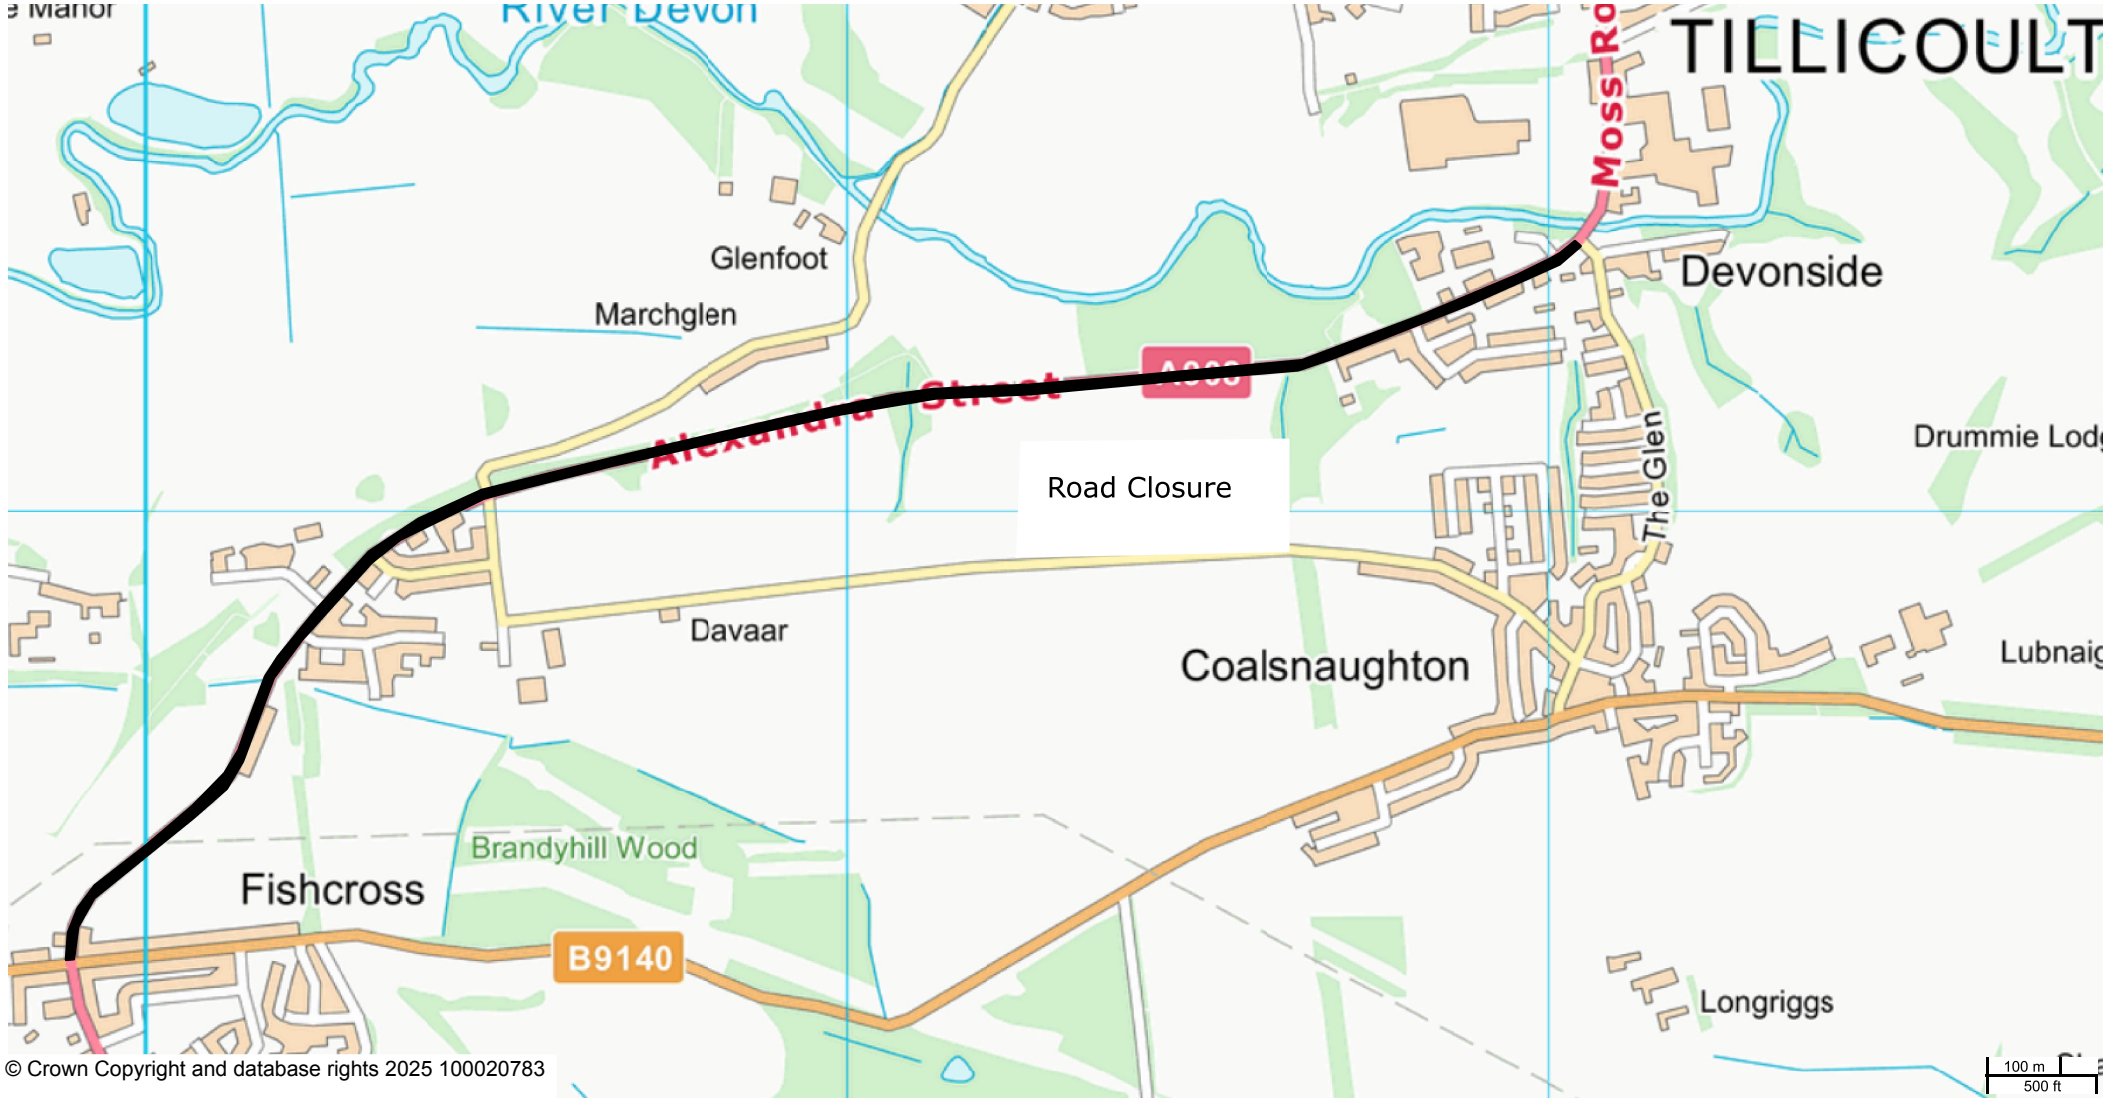 e Manor
River Devon
Moss Ro
TILLICOULT
Glenfoot
Devonside
Marchglen
Alexandra Street
Drummie Lodg
The Glen
Road Closure
Davaar
Coalsnaughton
Lubnaig
Brandyhill Wood
Fishcross
B9140
Longriggs
© Crown Copyright and database rights 2025 100020783
100 m
500 ft